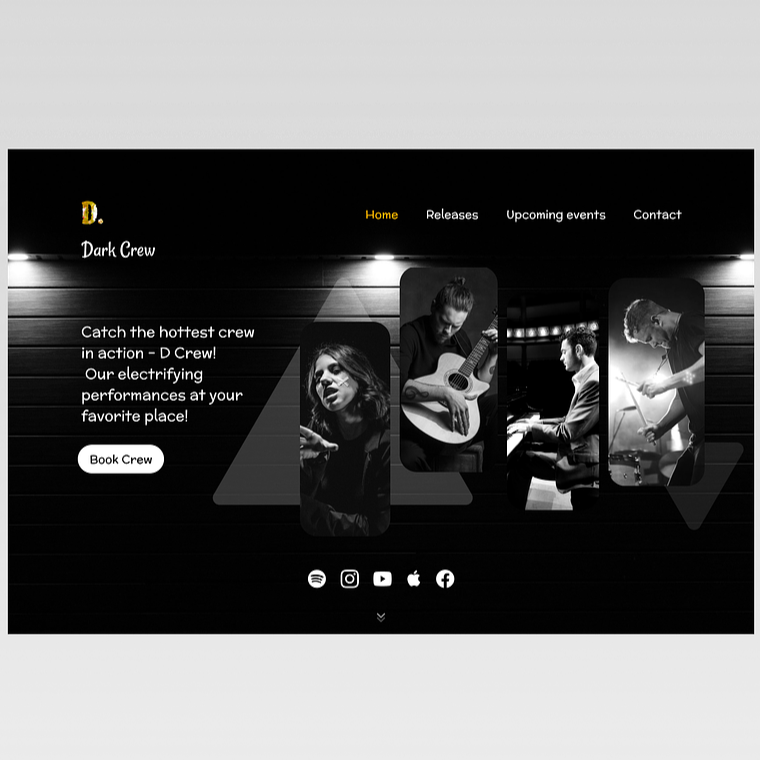 D.
Home Releases Upcoming events Contact
Dark Crew
Catch the hottest crew
in action - D Crew!
Our electrifying
performances at your
favorite place!
Book Crew